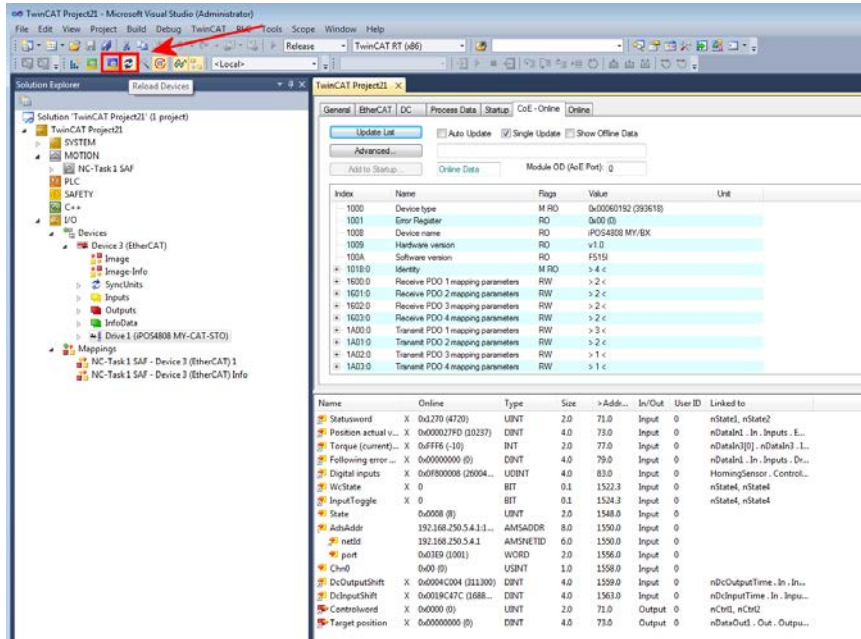 TwinCAT Project21 - Microsoft Visual Studio (Administrator)
File Edit View Project Build Debug TwinCAT PLC Tools Scope Window Help
Release TwinCAT RT (x86)
<Local>
Solution Explorer
Reload Devices
Solution 'TwinCAT Project21' (1 project)
TwinCAT Project21
SYSTEM
MOTION
NC-Task 1 SAF
PLC
SAFETY
C++
I/O
Devices
Device 3 (EtherCAT)
Image
Image-Info
SyncUnits
Inputs
Outputs
InfoData
Drive 1 (iPOS4808 MY-CAT-STO)
Mappings
NC-Task 1 SAF - Device 3 (EtherCAT) 1
NC-Task 1 SAF - Device 3 (EtherCAT) Info
TwinCAT Project21
General EtherCAT DC Process Data Startup CoE - Online Online
Update List Auto Update Single Update Show Offline Data
Advanced...
Add to Startup... Online Data Module OD (AoE Port): 0
Index Name Flags Value Unit
1000 Device type M RO 0x00060192 (393618)
1001 Error Register RO 0x00 (0)
1008 Device name RO iPOS4808 MY/BX
1009 Hardware version RO v1.0
100A Software version RO F515I
1018:0 Identity M RO > 4 <
1600:0 Receive PDO 1 mapping parameters RW > 2 <
1601:0 Receive PDO 2 mapping parameters RW > 2 <
1602:0 Receive PDO 3 mapping parameters RW > 2 <
1603:0 Receive PDO 4 mapping parameters RW > 2 <
1A00:0 Transmit PDO 1 mapping parameters RW > 3 <
1A01:0 Transmit PDO 2 mapping parameters RW > 2 <
1A02:0 Transmit PDO 3 mapping parameters RW > 1 <
1A03:0 Transmit PDO 4 mapping parameters RW > 1 <
Name Online Type Size >Addr... In/Out User ID Linked to
Statusword X 0x1270 (4720) UINT 2.0 71.0 Input 0 nState1, nState2
Position actual v... X 0x000027FD (10237) DINT 4.0 73.0 Input 0 nDataIn1 . In . Inputs . E...
Torque (current)... X 0xFFF6 (-10) INT 2.0 77.0 Input 0 nDataIn3[0] . nDataIn3 . I...
Following error ... X 0x00000000 (0) DINT 4.0 79.0 Input 0 nDataIn1 . In . Inputs . Dr...
Digital inputs X 0x0F800008 (26004... UDINT 4.0 83.0 Input 0 HomingSensor . Control...
WcState X 0 BIT 0.1 1522.3 Input 0 nState4, nState4
InputToggle X 0 BIT 0.1 1524.3 Input 0 nState4, nState4
State 0x0008 (8) UINT 2.0 1548.0 Input 0
AdsAddr 192.168.250.5.4.1:1... AMSADDR 8.0 1550.0 Input 0
netId 192.168.250.5.4.1 AMSNETID 6.0 1550.0 Input 0
port 0x03E9 (1001) WORD 2.0 1556.0 Input 0
Chn0 0x00 (0) USINT 1.0 1558.0 Input 0
DcOutputShift X 0x0004C004 (311300) DINT 4.0 1559.0 Input 0 nDcOutputTime . In . In...
DcInputShift X 0x0019C47C (1688... DINT 4.0 1563.0 Input 0 nDcInputTime . In . Inpu...
Controlword X 0x0000 (0) UINT 2.0 71.0 Output 0 nCtrl1, nCtrl2
Target position X 0x00000000 (0) DINT 4.0 73.0 Output 0 nDataOut1 . Out . Outpu...